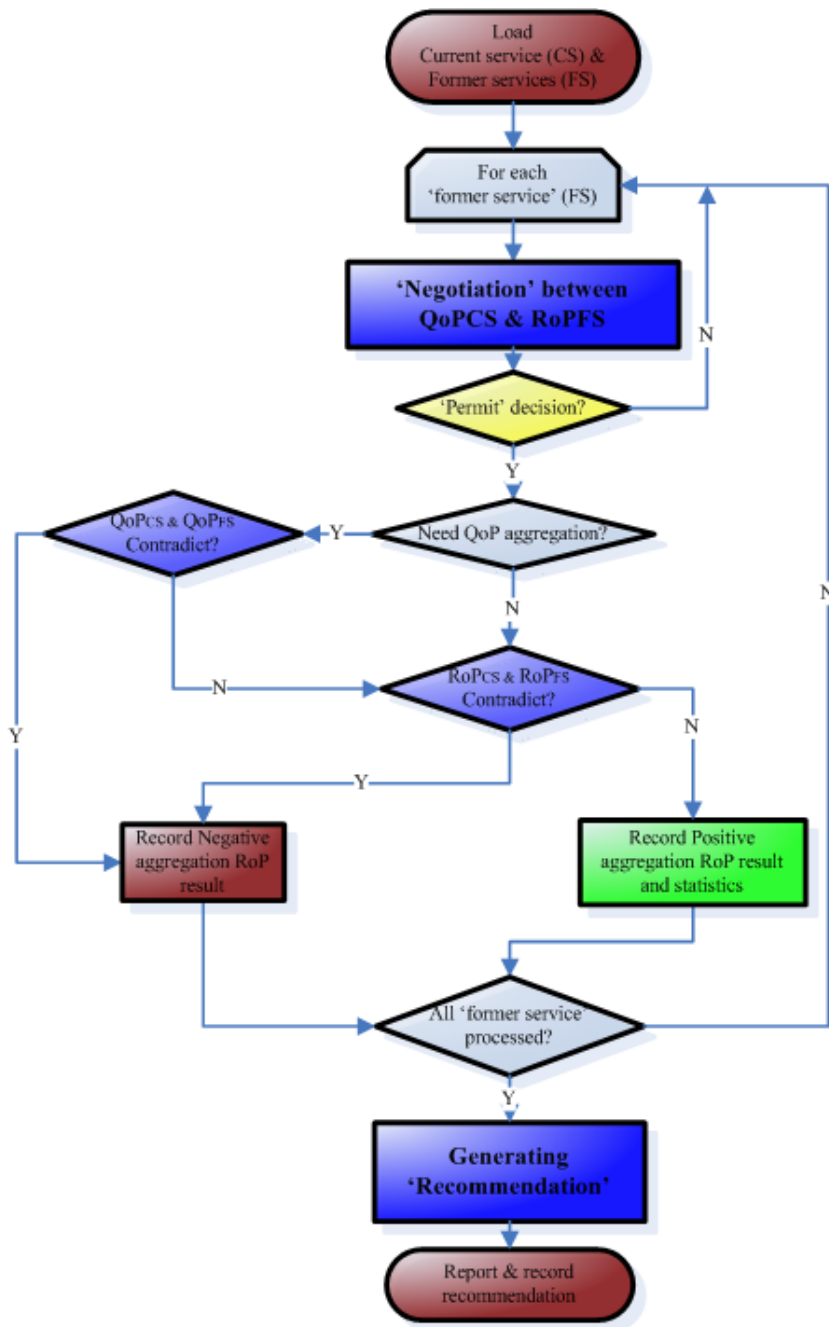 Load
Current service (CS) &
Former services (FS)
For each
‘former service’ (FS)
‘Negotiation’ between
QoPCS & RoPFS
N
‘Permit’ decision?
Y
QoPCS & QoPFS
Contradict?
Y
Need QoP aggregation?
N
N
RoPCS & RoPFS
Contradict?
N
N
Y
Y
Record Negative
aggregation RoP
result
Record Positive
aggregation RoP result
and statistics
All ‘former service’
processed?
Y
Generating
‘Recommendation’
Report & record
recommendation